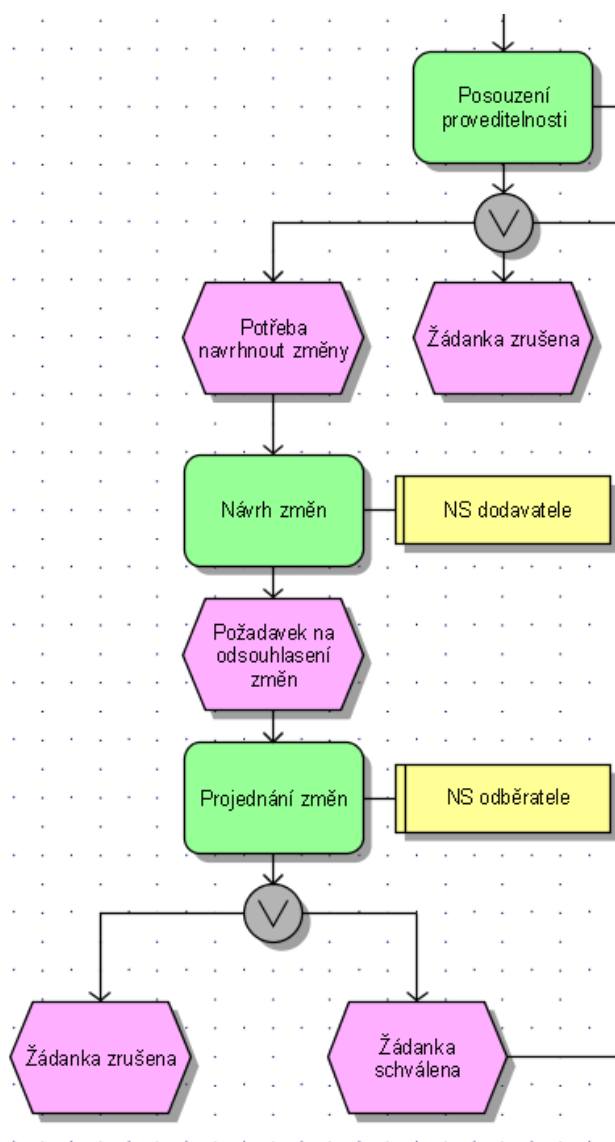 Posouzení
proveditelnosti
Potřeba
navrhnout změny
Žádanka zrušena
Návrh změn
NS dodavatele
Požadavek na
odsouhlasení
změn
Projednání změn
NS odběratele
Žádanka zrušena
Žádanka
schválena